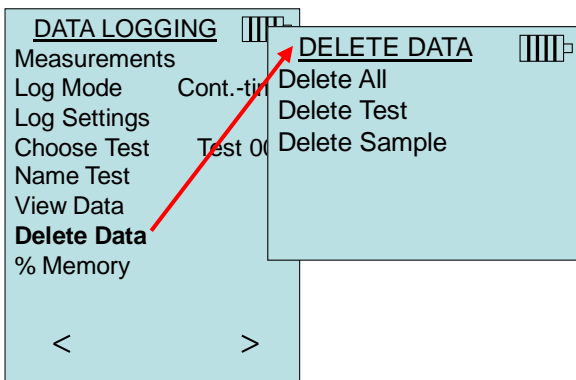 DATA LOGGING
Measurements
Log Mode
Log Settings
Choose Test Test
Name Test
View Data
Delete Data
% Memory
< >
DELETE DATA
Delete All
Delete Test
Delete Sample